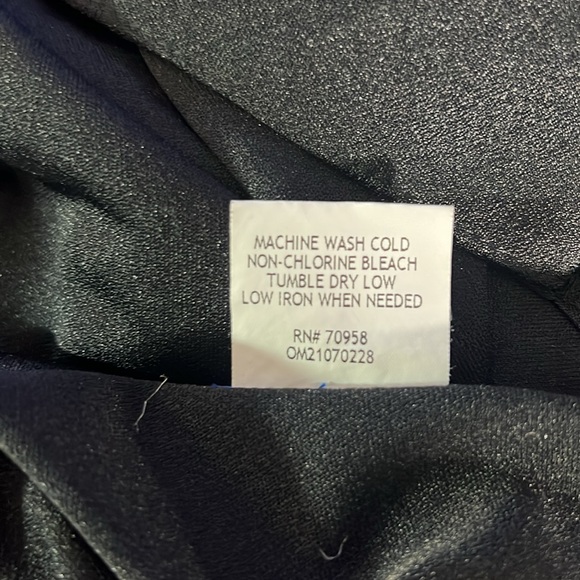 MACHINE WASH COLD
NON-CHLORINE BLEACH
TUMBLE DRY LOW
LOW IRON WHEN NEEDED
RN# 70958
OM21070228